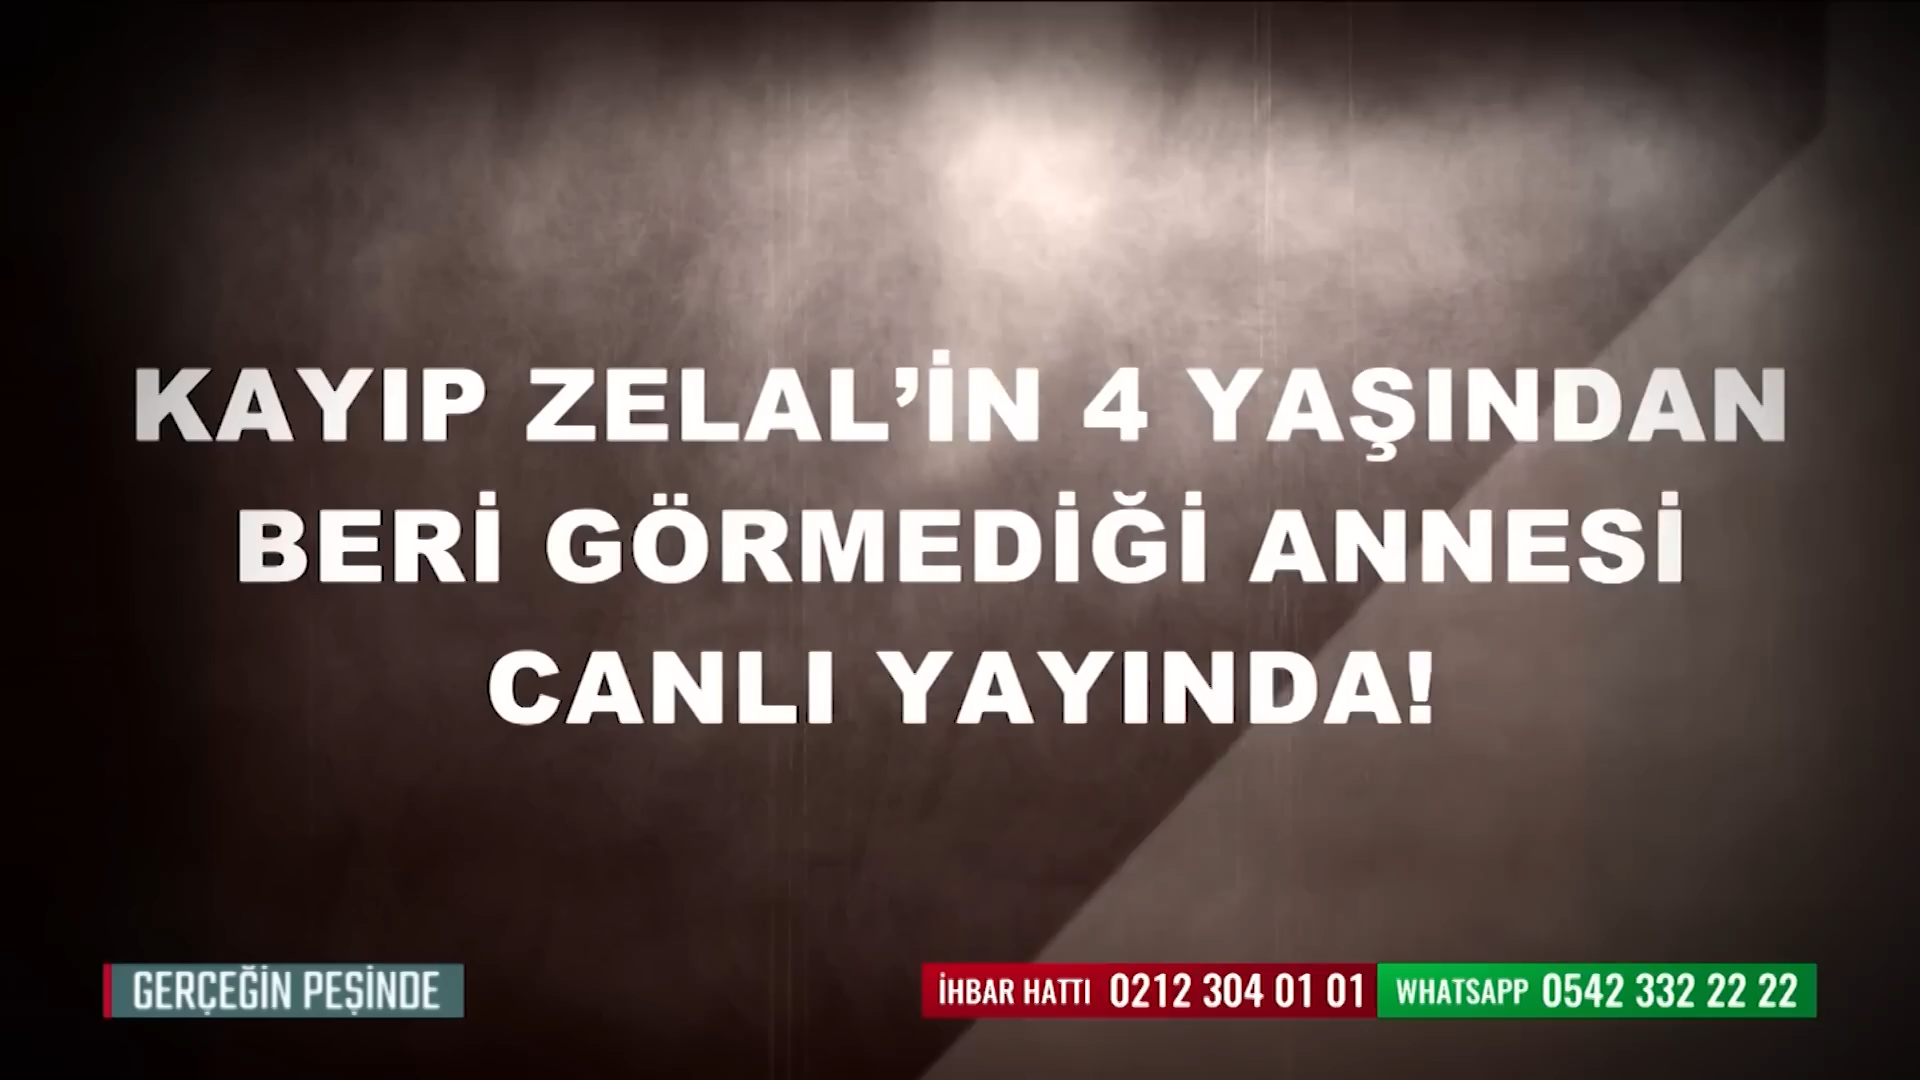 KAYIP ZELAL’İN 4 YAŞINDAN
BERİ GÖRMEDİĞİ ANNESİ
CANLI YAYINDA!
GERÇEĞİN PEŞİNDE
İHBAR HATTI 0212 304 01 01 WHATSAPP 0542 332 22 22